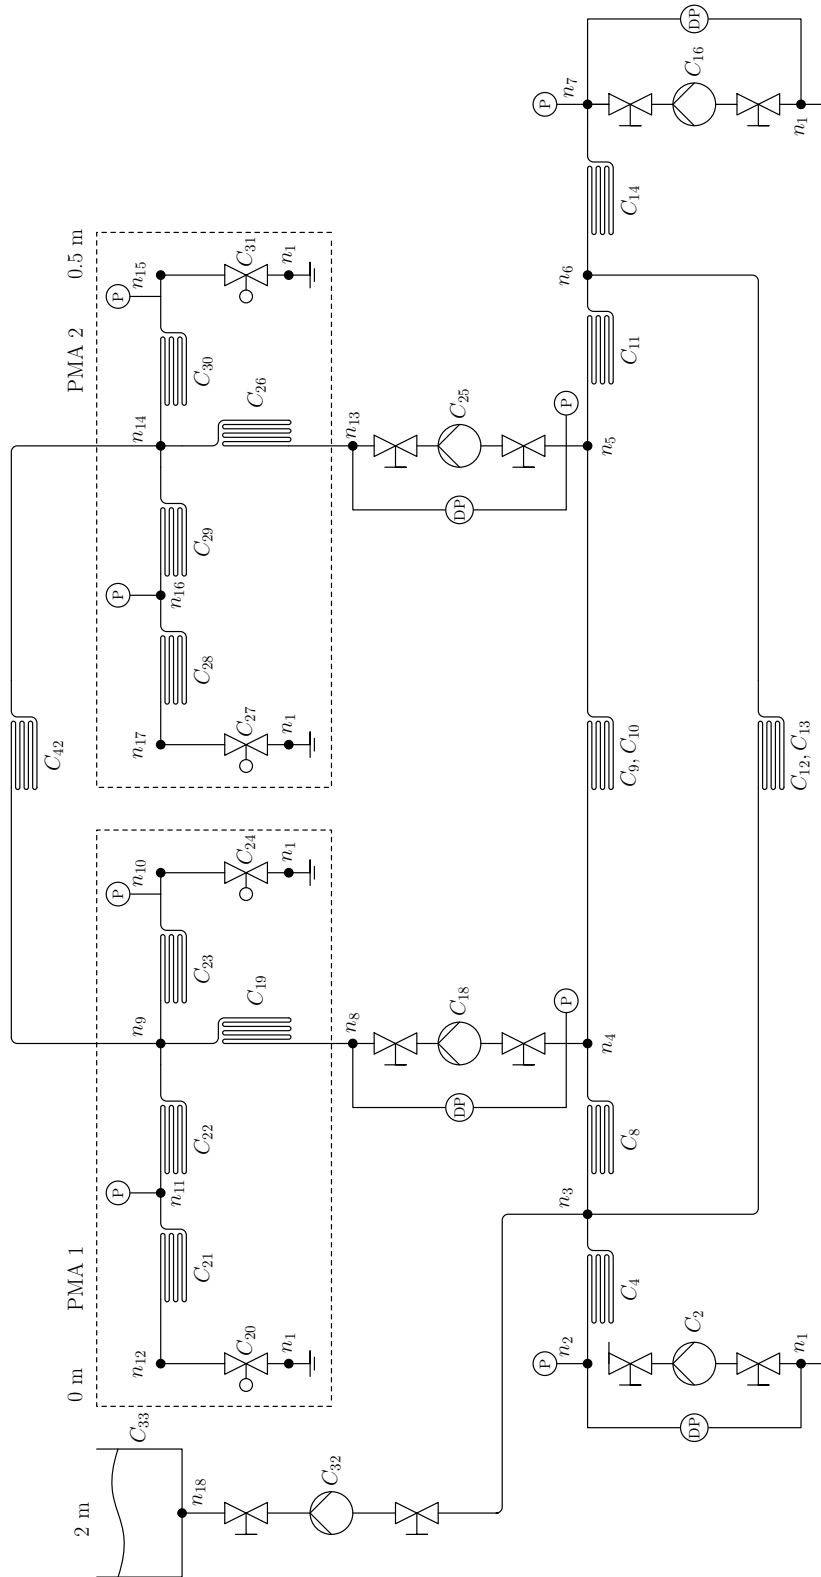 C₄₂
2 m
0 m
PMA 1
PMA 2
0.5 m
P
P
P
P
C₃₃
n₁₂
n₉
n₁₀
n₁₇
n₁₄
n₁₅
n₁₁
n₁₆
n₁₈
C₂₁
C₂₂
C₂₃
C₂₈
C₂₉
C₃₀
C₂₀
C₁₉
C₂₄
C₂₇
C₂₆
C₃₁
n₁
n₁
n₁
n₁
C₃₂
n₈
n₁₃
DP
C₁₈
DP
C₂₅
P
P
P
P
n₂
n₃
n₇
n₆
n₄
n₅
C₄
C₈
C₉, C₁₀
C₁₁
C₁₄
DP
C₂
C₁₆
DP
n₁
C₁₂, C₁₃
n₁